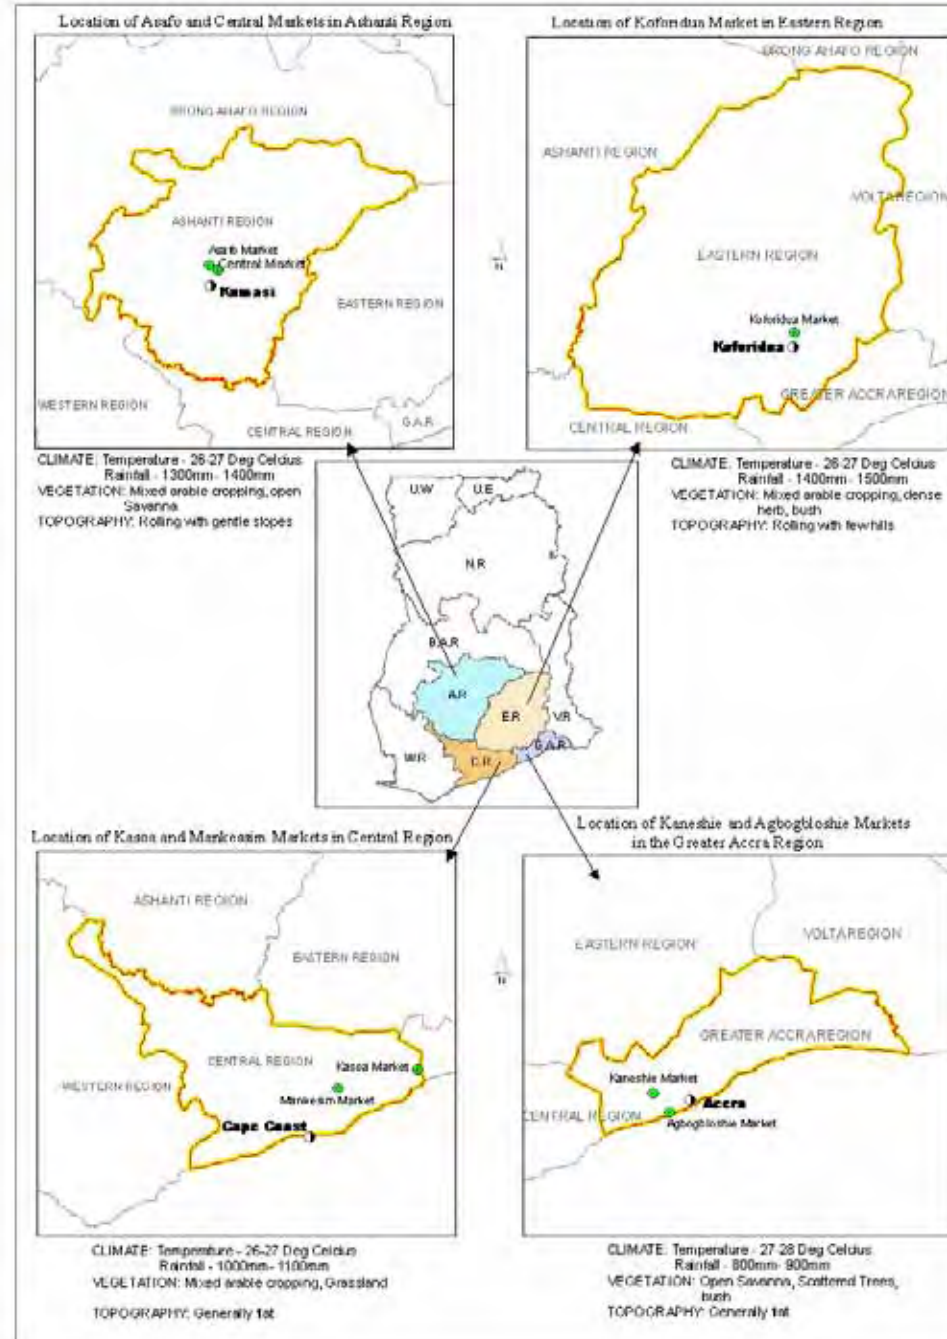 Location of Asafo and Central Markets in Ashanti Region
BRONG AHAFO REGION
ASHANTI REGION
Asafo Market
Central Market
Kumasi
EASTERN REGION
WESTERN REGION
CENTRAL REGION
G.A.R
CLIMATE: Temperature - 26-27 Deg Celcius
Rainfall - 1300mm- 1400mm
VEGETATION: Mixed arable cropping, open
Savanna
TOPOGRAPHY: Rolling with gentle slopes
Location of Koforidua Market in Eastern Region
BRONG AHAFO REGION
ASHANTI REGION
VOLTA REGION
EASTERN REGION
Koforidua Market
Koforidua
GREATER ACCRA REGION
CENTRAL REGION
N
CLIMATE: Temperature - 26-27 Deg Celcius
Rainfall - 1400mm - 1500mm
VEGETATION: Mixed arable cropping, dense
herb, bush
TOPOGRAPHY: Rolling with few hills
U.W
U.E
N.R
B.A.R
A.R
E.R
V.R
G.A.R
W.R
C.R
Location of Kasoa and Mankessim Markets in Central Region
ASHANTI REGION
EASTERN REGION
CENTRAL REGION
Kasoa Market
WESTERN REGION
Mankesim Market
Cape Coast
CLIMATE: Temperature - 26-27 Deg Celcius
Rainfall - 1000mm- 1100mm
VEGETATION: Mixed arable cropping, Grassland
TOPOGRAPHY: Generally flat
Location of Kaneshie and Agbogbloshie Markets
in the Greater Accra Region
VOLTA REGION
EASTERN REGION
N
GREATER ACCRA REGION
Kaneshie Market
Accra
CENTRAL REGION
Agbogbloshie Market
CLIMATE: Temperature - 27-28 Deg Celcius
Rainfall - 800mm- 900mm
VEGETATION: Open Savanna, Scattered Trees,
bush
TOPOGRAPHY: Generally flat